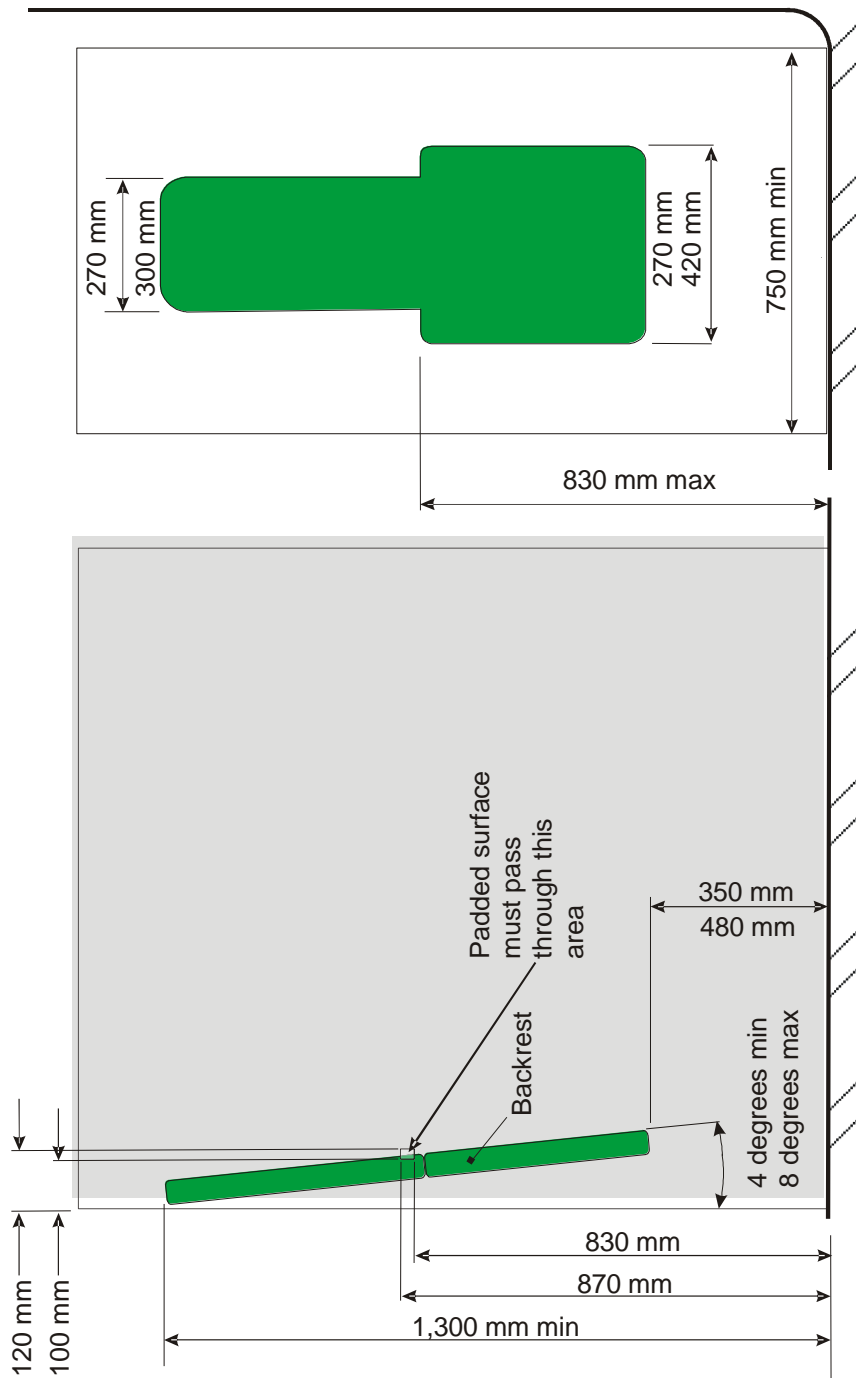 270 mm
300 mm
270 mm
420 mm
750 mm min
830 mm max
Padded surface
must pass
through this
area
Backrest
350 mm
480 mm
4 degrees min
8 degrees max
830 mm
870 mm
1,300 mm min
120 mm
100 mm